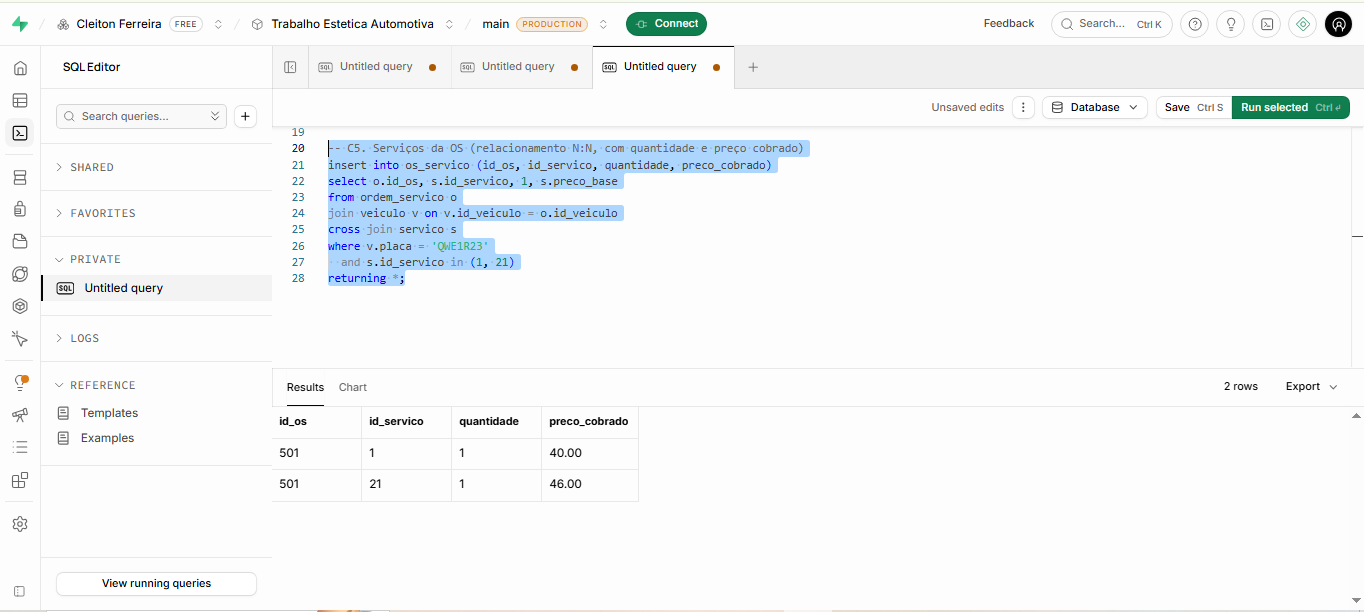 Cleiton Ferreira FREE Trabalho Estetica Automotiva main PRODUCTION Connect Feedback Search... Ctrl K
SQL Editor
SQL Untitled query SQL Untitled query SQL Untitled query
Search queries...
Unsaved edits Database Save Ctrl S Run selected Ctrl ↵
SHARED
FAVORITES
PRIVATE
SQL Untitled query
LOGS
REFERENCE
Templates
Examples
View running queries
19
20 -- C5. Serviços da OS (relacionamento N:N, com quantidade e preço cobrado)
21 insert into os_servico (id_os, id_servico, quantidade, preco_cobrado)
22 select o.id_os, s.id_servico, 1, s.preco_base
23 from ordem_servico o
24 join veiculo v on v.id_veiculo = o.id_veiculo
25 cross join servico s
26 where v.placa = 'QWE1R23'
27 and s.id_servico in (1, 21)
28 returning *;
Results Chart 2 rows Export
id_os id_servico quantidade preco_cobrado
501 1 1 40.00
501 21 1 46.00